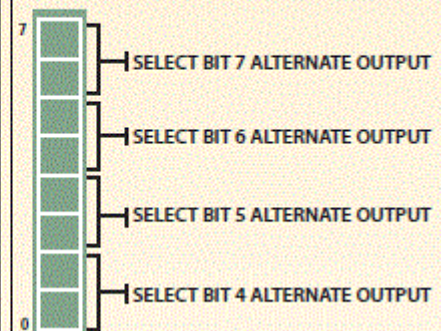 7
SELECT BIT 7 ALTERNATE OUTPUT
SELECT BIT 6 ALTERNATE OUTPUT
SELECT BIT 5 ALTERNATE OUTPUT
SELECT BIT 4 ALTERNATE OUTPUT
0